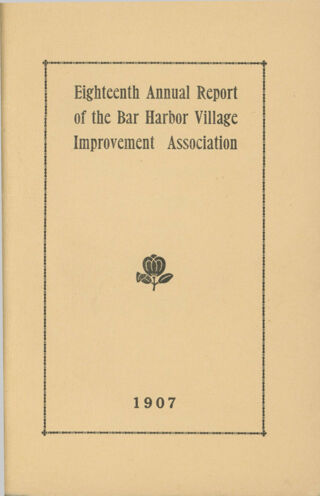 Eighteenth Annual Report
of the Bar Harbor Village
Improvement Association
1907